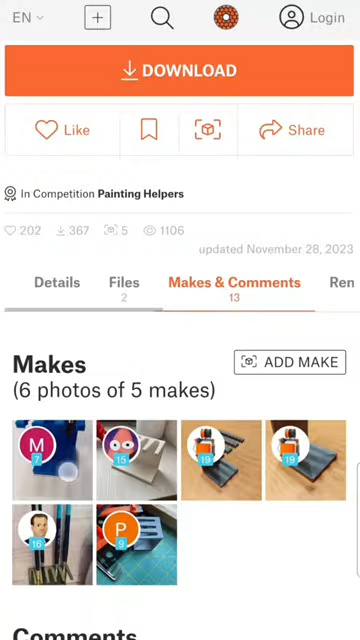 EN
Login
DOWNLOAD
Like
Share
In Competition Painting Helpers
202 367 5 1106
updated November 28, 2023
Details Files Makes & Comments Ren
2 13
Makes
ADD MAKE
(6 photos of 5 makes)
M
7 15 19 19
P
16 9
Comments